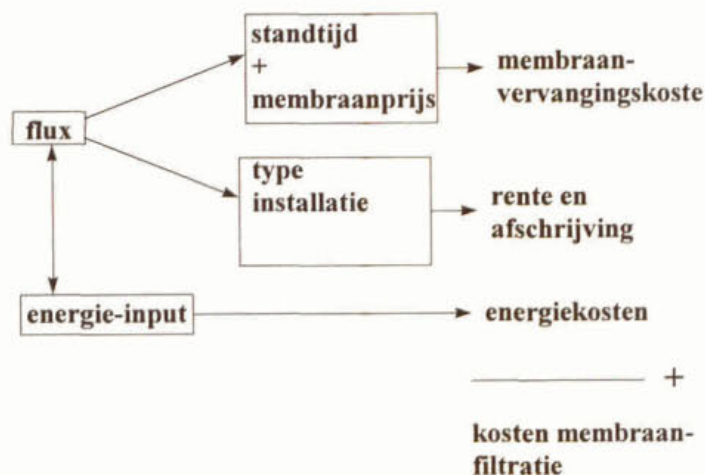 standtijd
+
membraanprijs
membraan-
vervangingskoste
flux
type
installatie
rente en
afschrijving
energie-input
energiekosten
+
kosten membraan-
filtratie